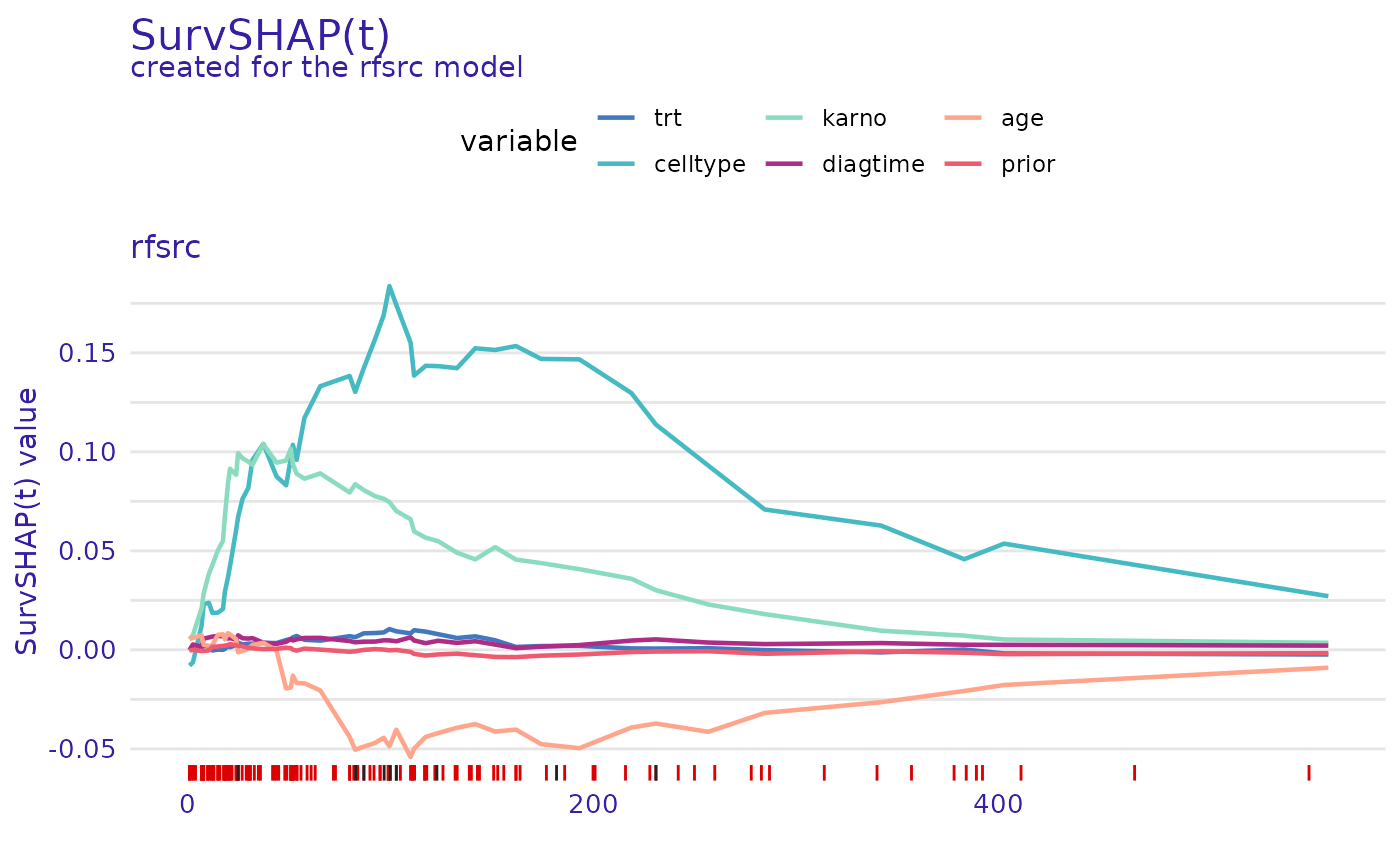 SurvSHAP(t)
created for the rfsrc model
variable
trt
karno
age
celltype
diagtime
prior
rfsrc
SurvSHAP(t) value
0.15
0.10
0.05
0.00
-0.05
0
200
400